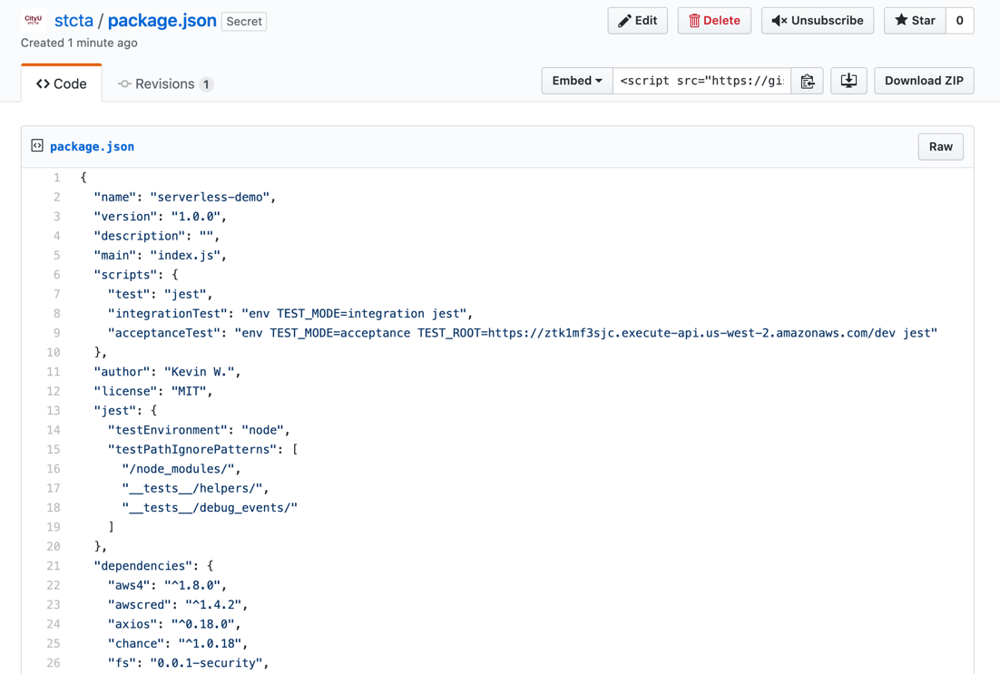 CityU
STCTA
stcta / package.json Secret
Edit
Delete
Unsubscribe
Star
0
Created 1 minute ago
Code
Revisions 1
Embed
<script src="https://gi
Download ZIP
package.json
Raw
1 {
2 "name": "serverless-demo",
3 "version": "1.0.0",
4 "description": "",
5 "main": "index.js",
6 "scripts": {
7 "test": "jest",
8 "integrationTest": "env TEST_MODE=integration jest",
9 "acceptanceTest": "env TEST_MODE=acceptance TEST_ROOT=https://ztk1mf3sjc.execute-api.us-west-2.amazonaws.com/dev jest"
10 },
11 "author": "Kevin W.",
12 "license": "MIT",
13 "jest": {
14 "testEnvironment": "node",
15 "testPathIgnorePatterns": [
16 "/node_modules/",
17 "__tests__/helpers/",
18 "__tests__/debug_events/"
19 ]
20 },
21 "dependencies": {
22 "aws4": "^1.8.0",
23 "awscred": "^1.4.2",
24 "axios": "^0.18.0",
25 "chance": "^1.0.18",
26 "fs": "0.0.1-security",